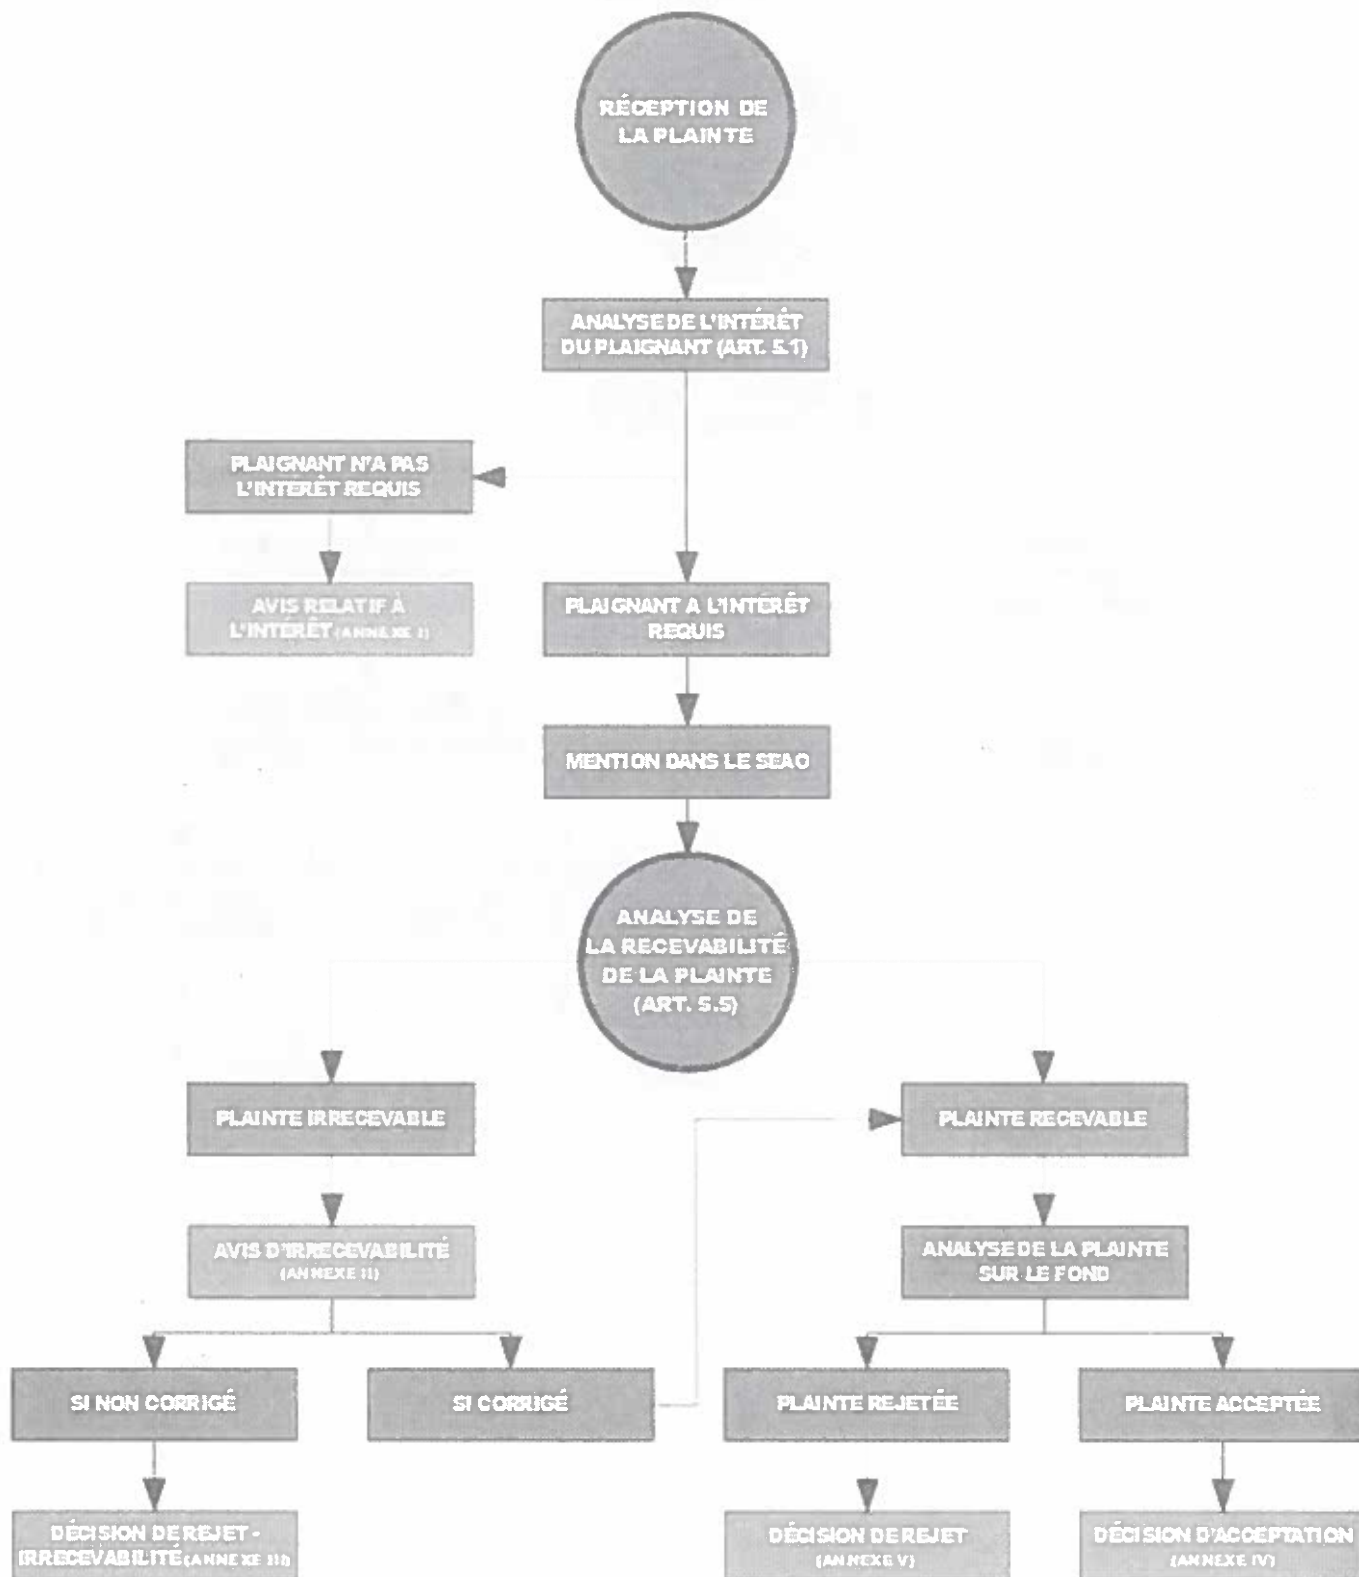 RÉCEPTION DE
LA PLAINTE
ANALYSE DE L'INTÉRÊT
DU PLAIGNANT (ART. 5.1)
PLAIGNANT N'A PAS
L'INTÉRÊT REQUIS
AVIS RELATIF À
L'INTÉRÊT (ANNEXE I)
PLAIGNANT A L'INTÉRÊT
REQUIS
MENTION DANS LE SEAO
ANALYSE DE
LA RECEVABILITÉ
DE LA PLAINTE
(ART. 5.5)
PLAINTE IRRECEVABLE
PLAINTE RECEVABLE
AVIS D'IRRECEVABILITÉ
(ANNEXE II)
ANALYSE DE LA PLAINTE
SUR LE FOND
SI NON CORRIGÉ
SI CORRIGÉ
PLAINTE REJETÉE
PLAINTE ACCEPTÉE
DÉCISION DE REJET -
IRRECEVABILITÉ (ANNEXE III)
DÉCISION DE REJET
(ANNEXE V)
DÉCISION D'ACCEPTATION
(ANNEXE IV)